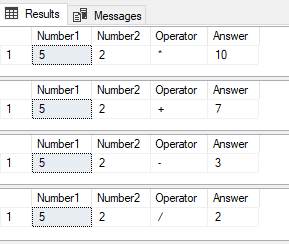 Results Messages
Number1 Number2 Operator Answer
1 5 2 * 10
Number1 Number2 Operator Answer
1 5 2 + 7
Number1 Number2 Operator Answer
1 5 2 - 3
Number1 Number2 Operator Answer
1 5 2 / 2